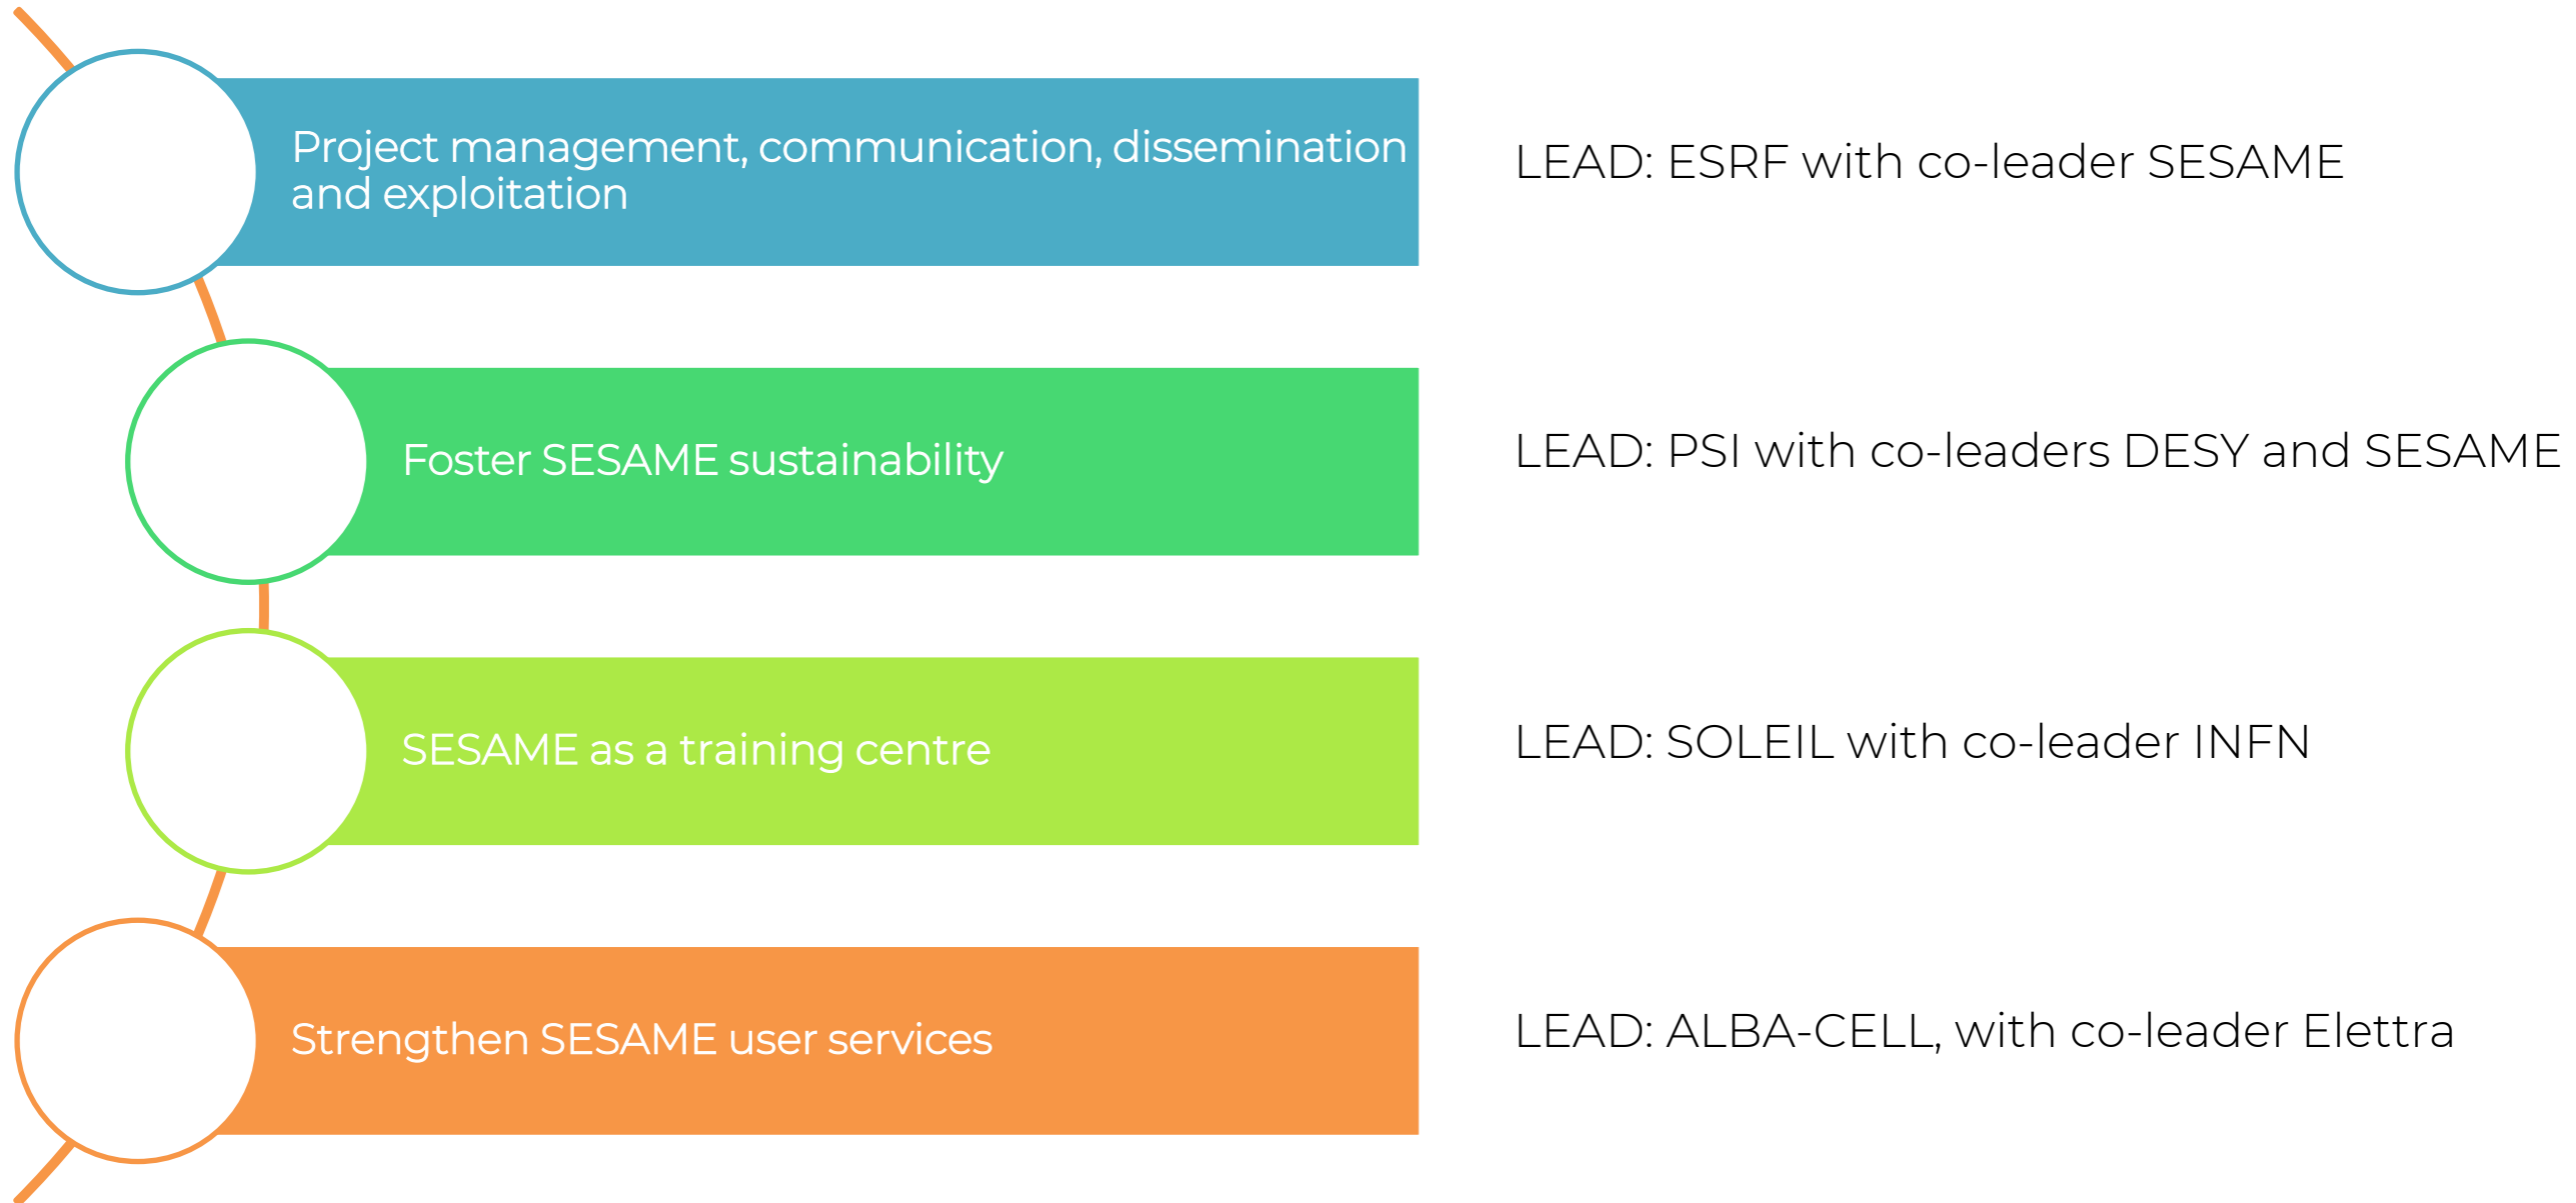 Project management, communication, dissemination
and exploitation
LEAD: ESRF with co-leader SESAME
Foster SESAME sustainability
LEAD: PSI with co-leaders DESY and SESAME
SESAME as a training centre
LEAD: SOLEIL with co-leader INFN
Strengthen SESAME user services
LEAD: ALBA-CELL, with co-leader Elettra